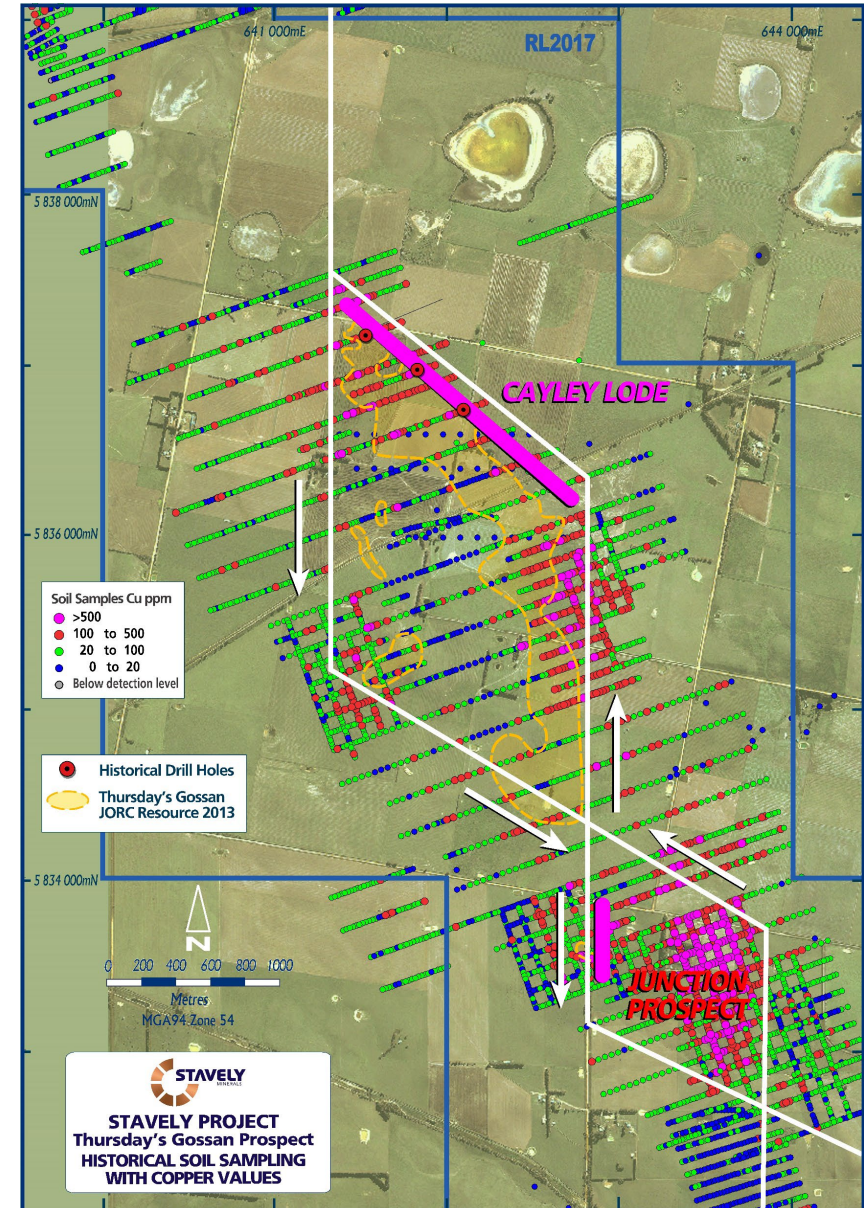 641 000mE
644 000mE
RL2017
5 838 000mN
CAYLEY LODE
5 836 000mN
Soil Samples Cu ppm
>500
100 to 500
20 to 100
0 to 20
Below detection level
Historical Drill Holes
Thursday's Gossan
JORC Resource 2013
5 834 000mN
N
0 200 400 600 800 1000
Metres
MGA94 Zone 54
JUNCTION
PROSPECT
STAVELY
MINERALS
STAVELY PROJECT
Thursday's Gossan Prospect
HISTORICAL SOIL SAMPLING
WITH COPPER VALUES